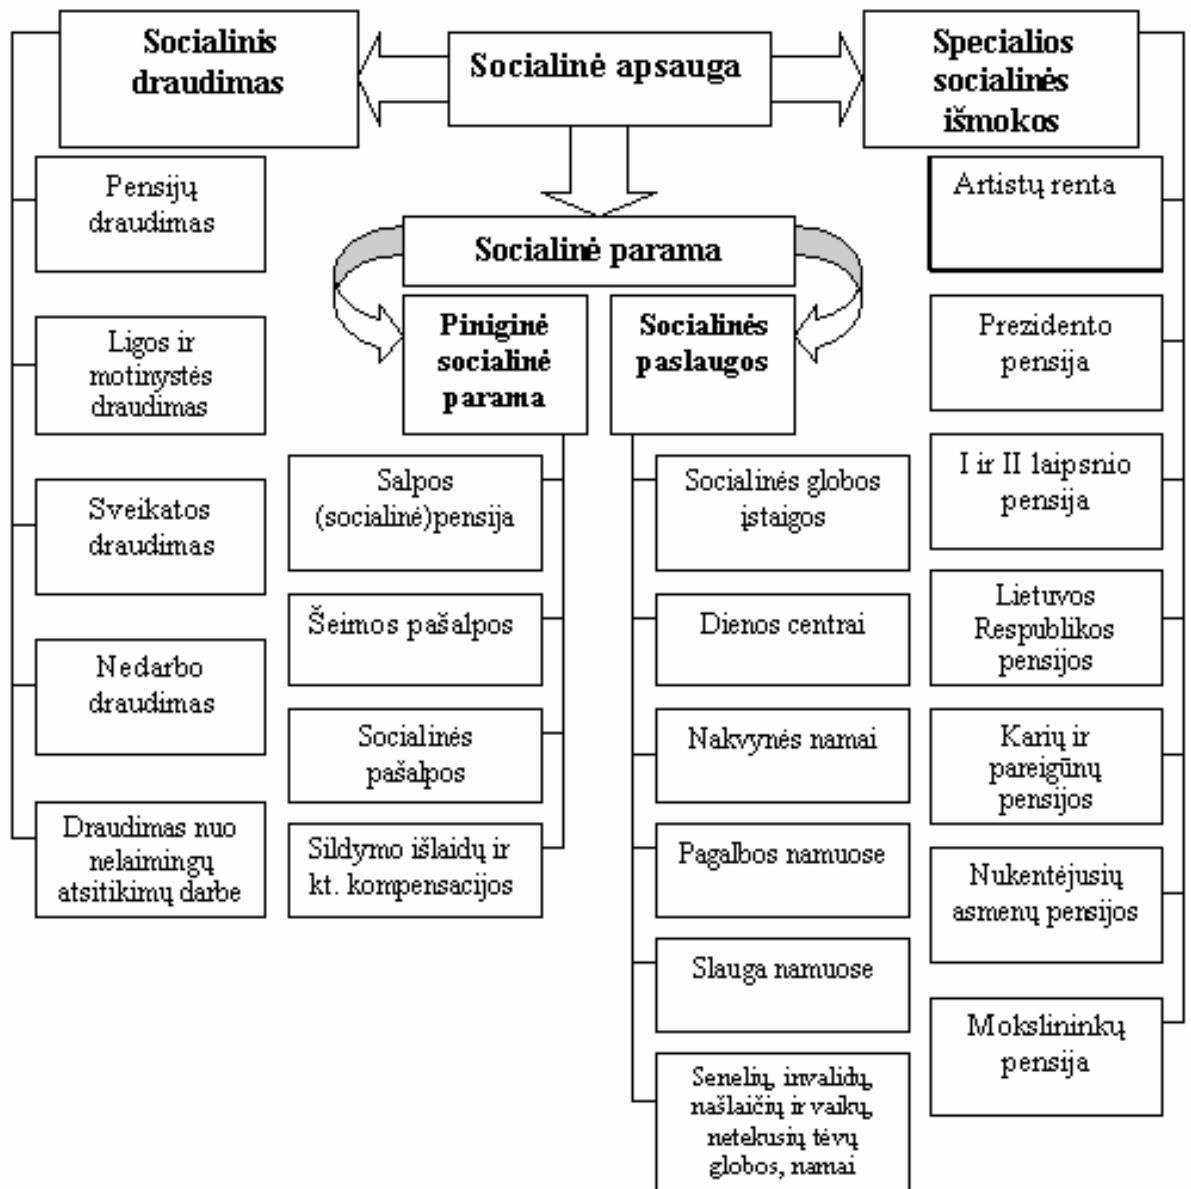 Socialinė apsauga
Socialinis
draudimas
Pensijų
draudimas
Ligos ir
motinystės
draudimas
Sveikatos
draudimas
Nedarbo
draudimas
Draudimas nuo
nelaimingų
atsitikimų darbe
Socialinė parama
Piniginė
socialinė
parama
Salpos
(socialinė)pensija
Šeimos pašalpos
Socialinės
pašalpos
Sildymo išlaidų ir
kt. kompensacijos
Socialinės
paslaugos
Socialinės globos
įstaigos
Dienos centrai
Nakvynės namai
Pagalbos namuose
Slauga namuose
Senelių, invalidų,
našlaičių ir vaikų,
netekusių tėvų
globos, namai
Specialios
socialinės
išmokos
Artistų renta
Prezidento
pensija
I ir II laipsnio
pensija
Lietuvos
Respublikos
pensijos
Karių ir
pareigūnų
pensijos
Nukentėjusių
asmenų pensijos
Mokslininkų
pensija